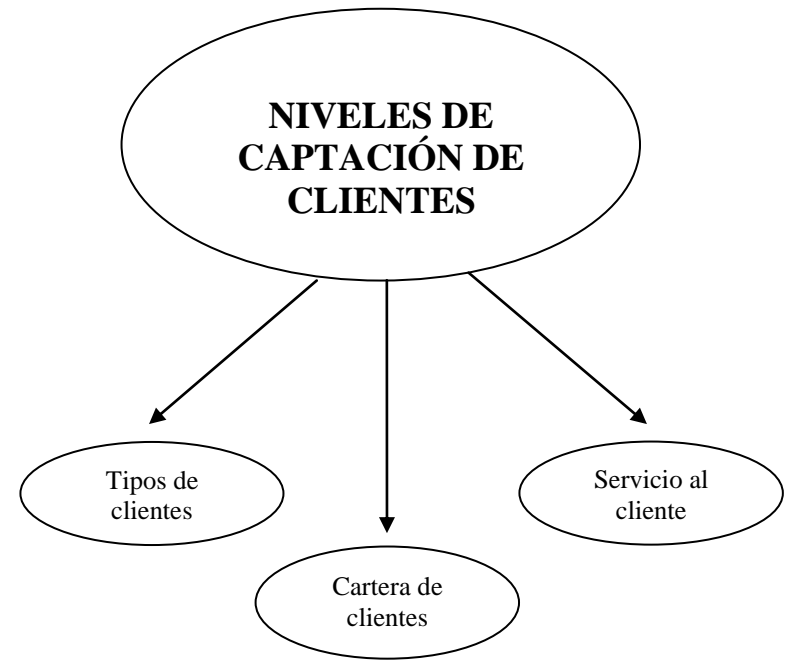 NIVELES DE
CAPTACIÓN DE
CLIENTES
Tipos de
clientes
Servicio al
cliente
Cartera de
clientes